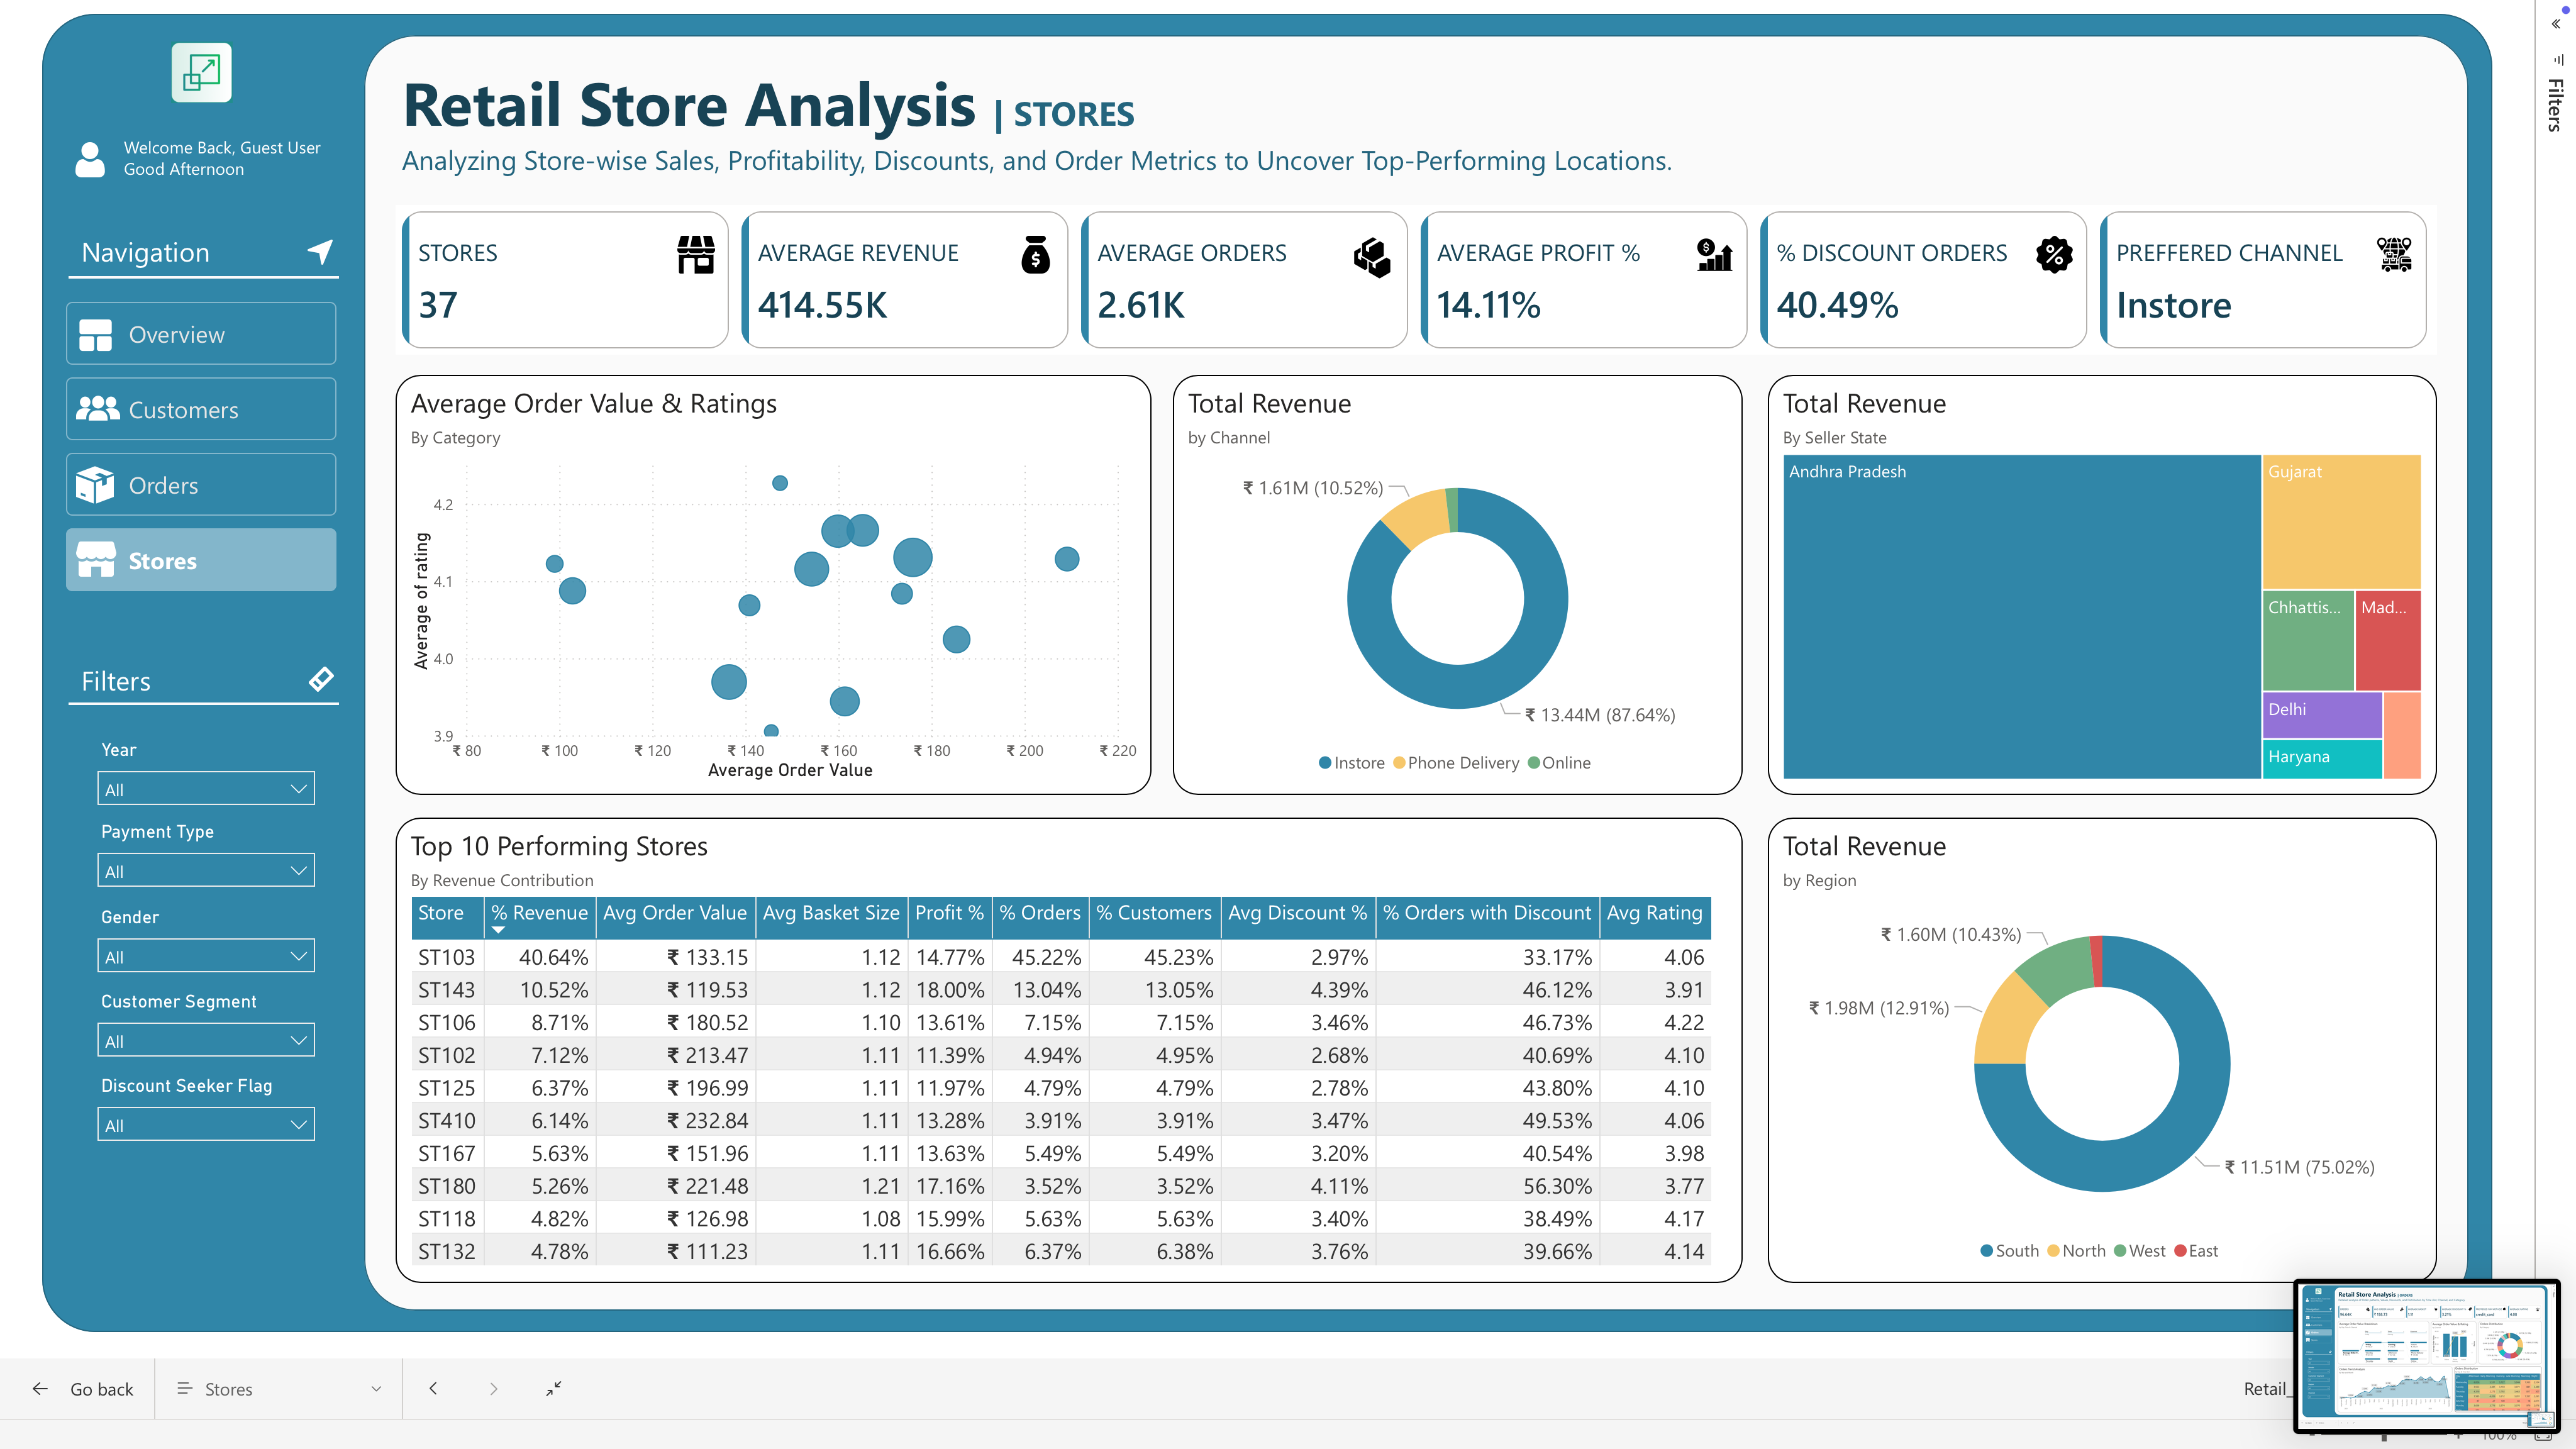 Welcome Back, Guest User
Good Afternoon
Navigation
Overview
Customers
Orders
Stores
Filters
Year
All
Payment Type
All
Gender
All
Customer Segment
All
Discount Seeker Flag
All
Retail Store Analysis | STORES
Analyzing Store-wise Sales, Profitability, Discounts, and Order Metrics to Uncover Top-Performing Locations.
STORES
37
AVERAGE REVENUE
414.55K
AVERAGE ORDERS
2.61K
AVERAGE PROFIT %
14.11%
% DISCOUNT ORDERS
40.49%
PREFFERED CHANNEL
Instore
Average Order Value & Ratings
By Category
Average of rating
4.2
4.1
4.0
3.9
₹ 80 ₹ 100 ₹ 120 ₹ 140 ₹ 160 ₹ 180 ₹ 200 ₹ 220
Average Order Value
Total Revenue
by Channel
₹ 1.61M (10.52%)
₹ 13.44M (87.64%)
Instore Phone Delivery Online
Total Revenue
By Seller State
Andhra Pradesh
Gujarat
Chhattis...
Mad...
Delhi
Haryana
Top 10 Performing Stores
By Revenue Contribution
Store % Revenue Avg Order Value Avg Basket Size Profit % % Orders % Customers Avg Discount % % Orders with Discount Avg Rating
ST103 40.64% ₹ 133.15 1.12 14.77% 45.22% 45.23% 2.97% 33.17% 4.06
ST143 10.52% ₹ 119.53 1.12 18.00% 13.04% 13.05% 4.39% 46.12% 3.91
ST106 8.71% ₹ 180.52 1.10 13.61% 7.15% 7.15% 3.46% 46.73% 4.22
ST102 7.12% ₹ 213.47 1.11 11.39% 4.94% 4.95% 2.68% 40.69% 4.10
ST125 6.37% ₹ 196.99 1.11 11.97% 4.79% 4.79% 2.78% 43.80% 4.10
ST410 6.14% ₹ 232.84 1.11 13.28% 3.91% 3.91% 3.47% 49.53% 4.06
ST167 5.63% ₹ 151.96 1.11 13.63% 5.49% 5.49% 3.20% 40.54% 3.98
ST180 5.26% ₹ 221.48 1.21 17.16% 3.52% 3.52% 4.11% 56.30% 3.77
ST118 4.82% ₹ 126.98 1.08 15.99% 5.63% 5.63% 3.40% 38.49% 4.17
ST132 4.78% ₹ 111.23 1.11 16.66% 6.37% 6.38% 3.76% 39.66% 4.14
Total Revenue
by Region
₹ 1.60M (10.43%)
₹ 1.98M (12.91%)
₹ 11.51M (75.02%)
South North West East
Filters
Go back
Stores
Retail_
Retail Store Analysis | ORDERS